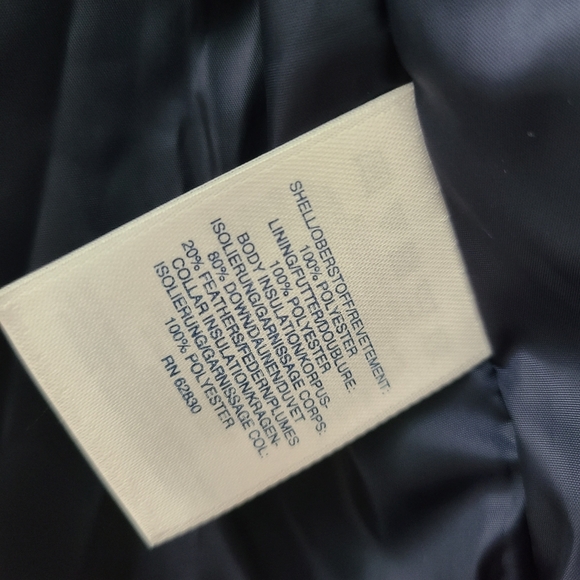 SHELL/OBERSTOFF/REVETEMENT:
100% POLYESTER
LINING/FUTTER/DOUBLURE:
100% POLYESTER
BODY INSULATION/KORPUS-
ISOLIERUNG/GARNISSAGE CORPS:
80% DOWN/DAUNEN/DUVET
20% FEATHERS/FEDERN/PLUMES
COLLAR INSULATION/KRAGEN-
ISOLIERUNG/GARNISSAGE COL:
100% POLYESTER
RN 62830